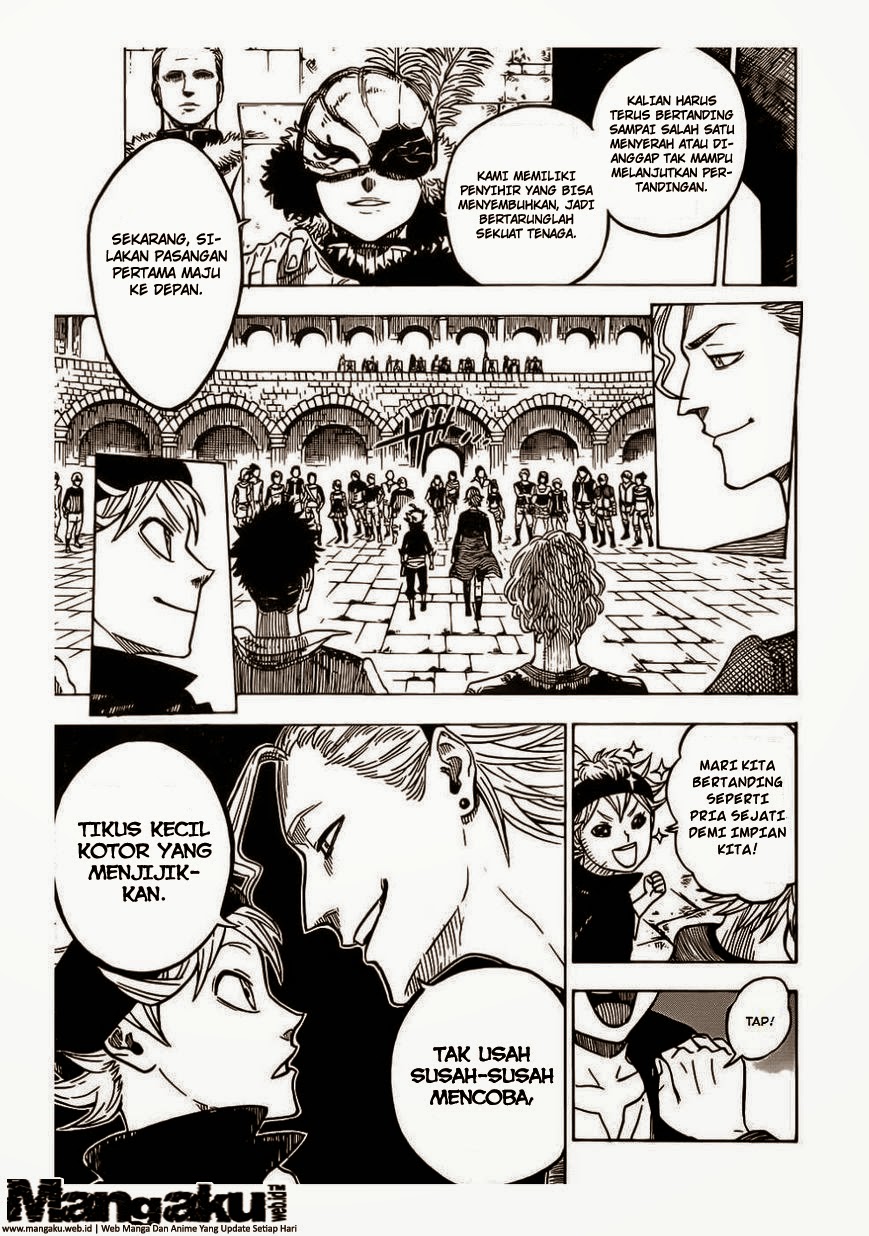 KALIAN HARUS
TERUS BERTANDING
SAMPAI SALAH SATU
MENYERAH ATAU DI-
ANGGAP TAK MAMPU
MELANJUTKAN PER-
TANDINGAN.
KAMI MEMILIKI
PENYIHIR YANG BISA
MENYEMBUHKAN, JADI
BERTARUNGLAH
SEKUAT TENAGA.
SEKARANG, SI-
LAKAN PASANGAN
PERTAMA MAJU
KE DEPAN.
MARI KITA
BERTANDING
SEPERTI
PRIA SEJATI
DEMI IMPIAN
KITA!
TAP!
TAK USAH
SUSAH-SUSAH
MENCOBA,
TIKUS KECIL
KOTOR YANG
MENJIJIK-
KAN.
Mangaku web.id TM
www.mangaku.web.id | Web Manga Dan Anime Yang Update Setiap Hari